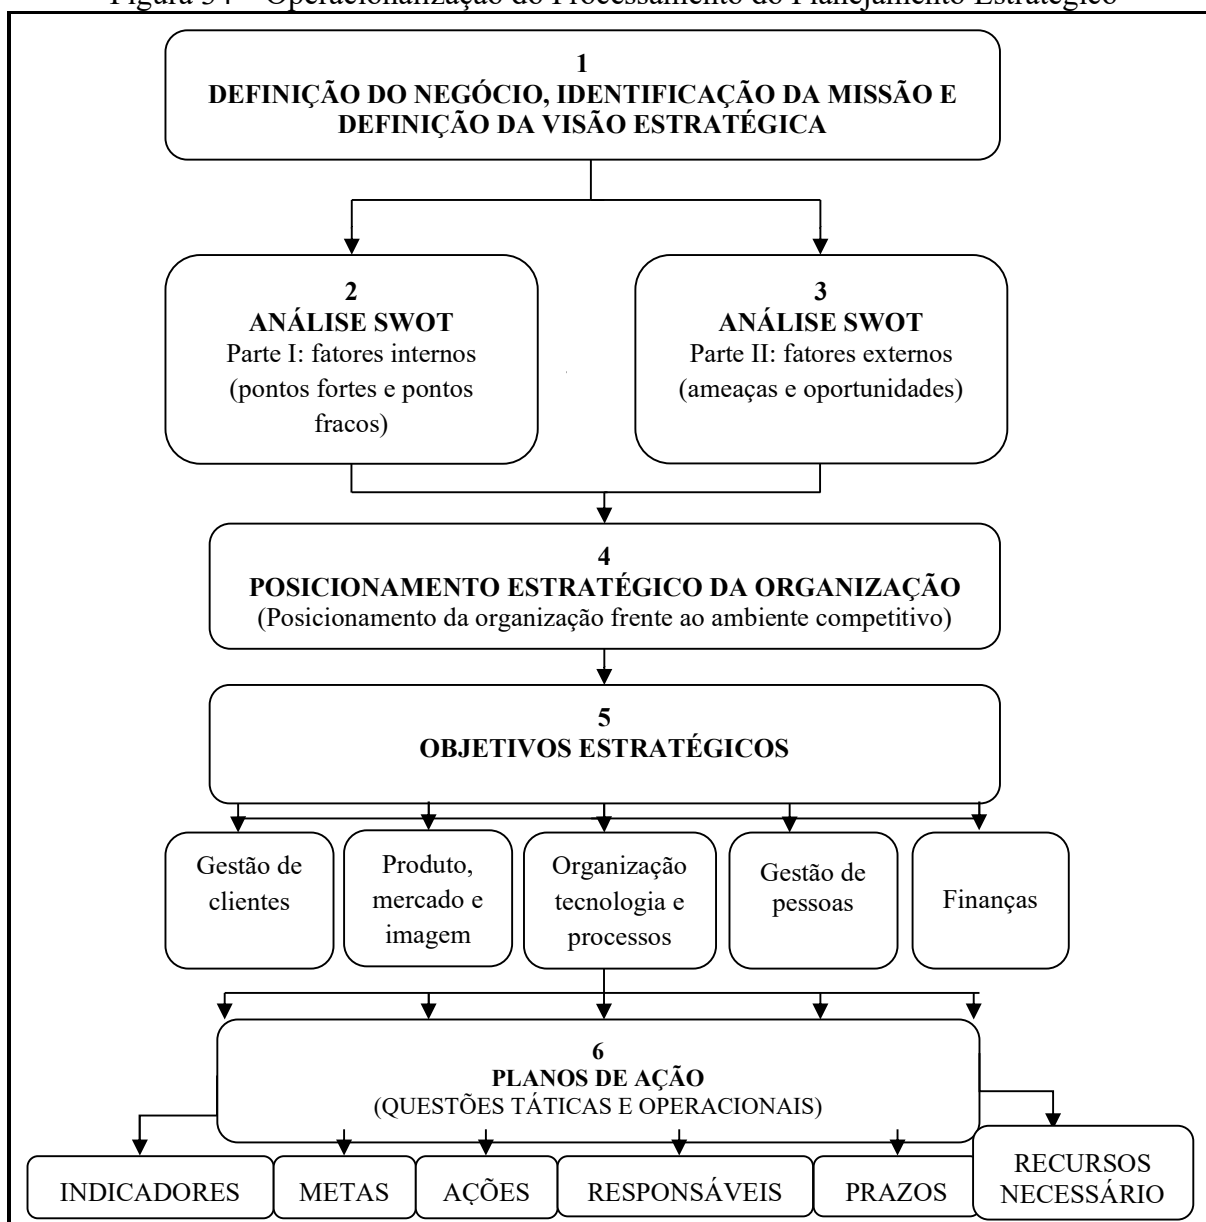 Figura 34 – Operacionalização do Processamento do Planejamento Estratégico
1
DEFINIÇÃO DO NEGÓCIO, IDENTIFICAÇÃO DA MISSÃO E
DEFINIÇÃO DA VISÃO ESTRATÉGICA
2
ANÁLISE SWOT
Parte I: fatores internos
(pontos fortes e pontos
fracos)
3
ANÁLISE SWOT
Parte II: fatores externos
(ameaças e oportunidades)
4
POSICIONAMENTO ESTRATÉGICO DA ORGANIZAÇÃO
(Posicionamento da organização frente ao ambiente competitivo)
5
OBJETIVOS ESTRATÉGICOS
Gestão de
clientes
Produto,
mercado e
imagem
Organização
tecnologia e
processos
Gestão de
pessoas
Finanças
6
PLANOS DE AÇÃO
(QUESTÕES TÁTICAS E OPERACIONAIS)
INDICADORES
METAS
AÇÕES
RESPONSÁVEIS
PRAZOS
RECURSOS
NECESSÁRIO